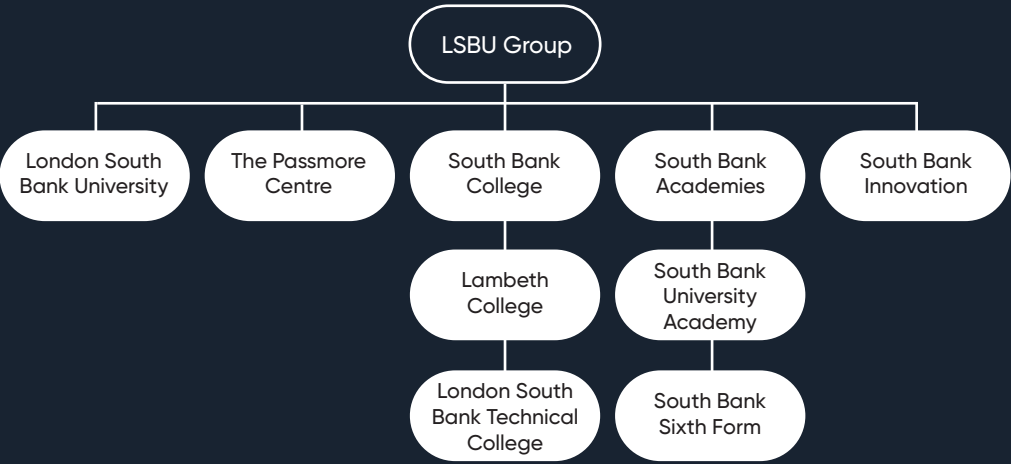 LSBU Group
London South
Bank University
The Passmore
Centre
South Bank
College
South Bank
Academies
South Bank
Innovation
Lambeth
College
South Bank
University
Academy
London South
Bank Technical
College
South Bank
Sixth Form